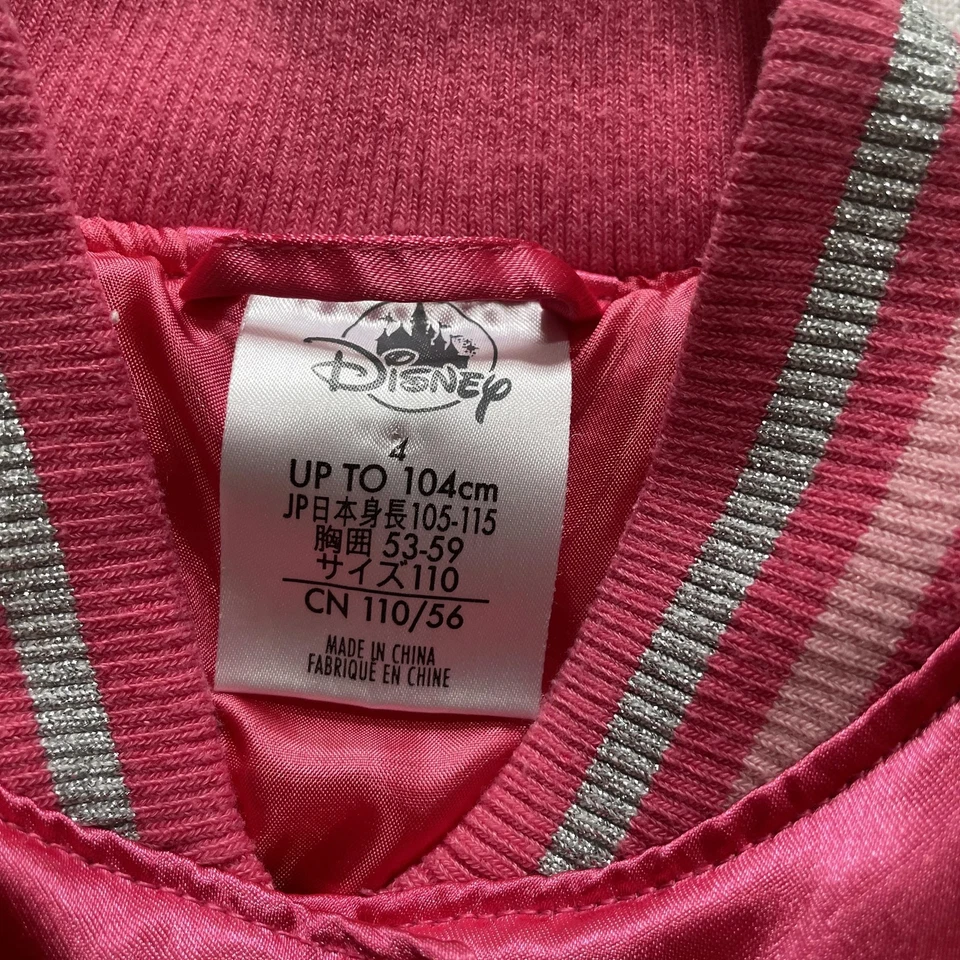 Disney
4
UP TO 104cm
JP日本身長105-115
胸囲 53-59
サイズ110
CN 110/56
MADE IN CHINA
FABRIQUÉ EN CHINE